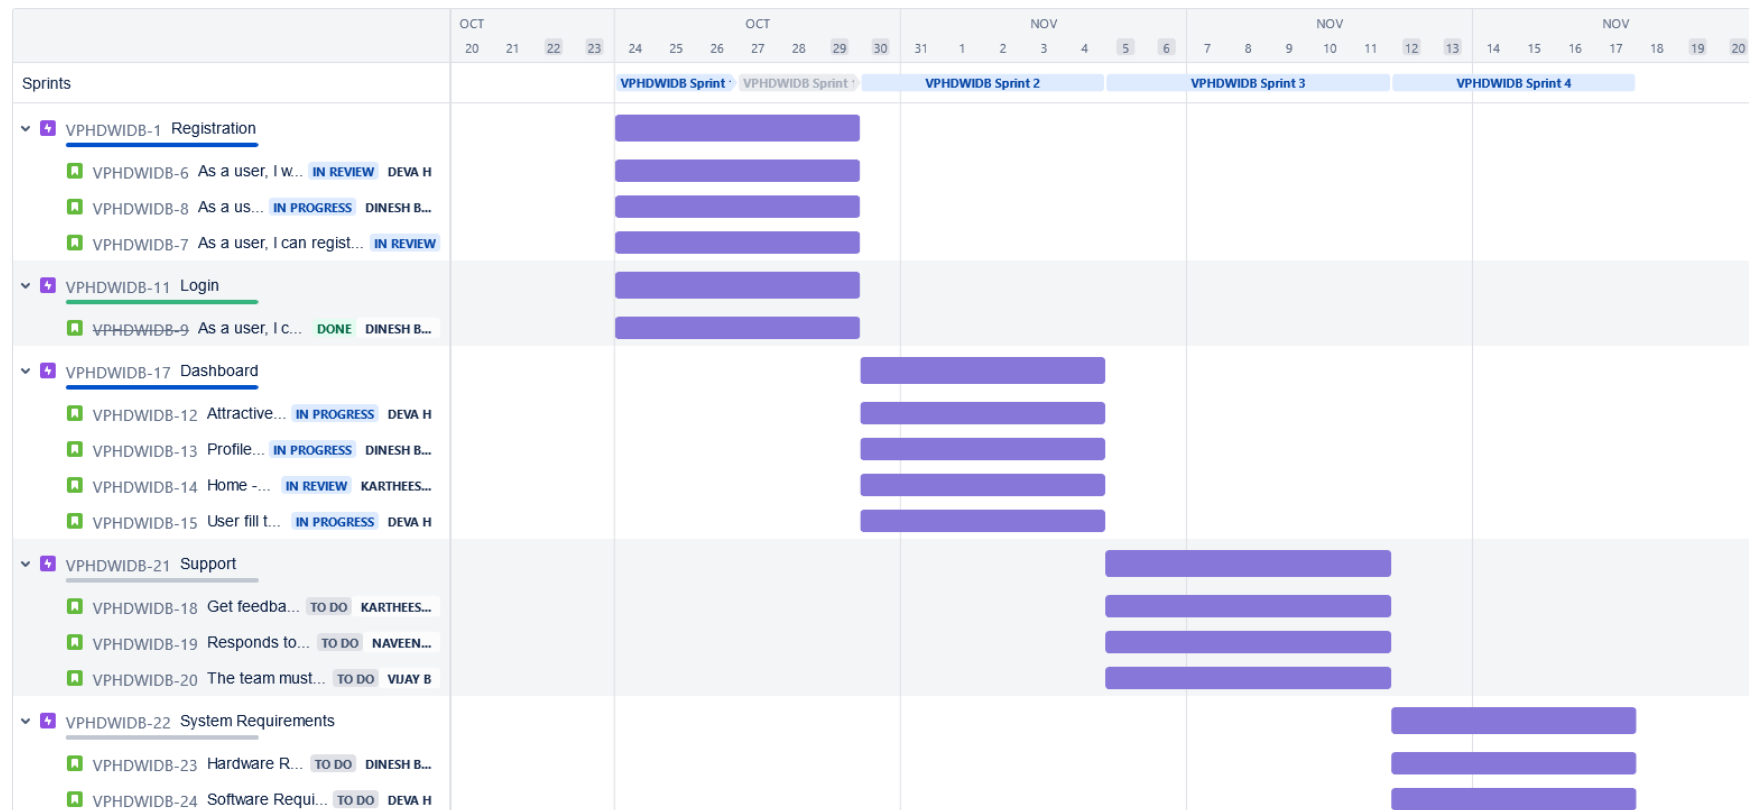 OCT OCT NOV NOV NOV
20 21 22 23 24 25 26 27 28 29 30 31 1 2 3 4 5 6 7 8 9 10 11 12 13 14 15 16 17 18 19 20
Sprints VPHDWIDB Sprint VPHDWIDB Sprint VPHDWIDB Sprint 2 VPHDWIDB Sprint 3 VPHDWIDB Sprint 4
VPHDWIDB-1 Registration
VPHDWIDB-6 As a user, I w... IN REVIEW DEVA H
VPHDWIDB-8 As a us... IN PROGRESS DINESH B...
VPHDWIDB-7 As a user, I can regist... IN REVIEW
VPHDWIDB-11 Login
VPHDWIDB-9 As a user, I c... DONE DINESH B...
VPHDWIDB-17 Dashboard
VPHDWIDB-12 Attractive... IN PROGRESS DEVA H
VPHDWIDB-13 Profile... IN PROGRESS DINESH B...
VPHDWIDB-14 Home -... IN REVIEW KARTHEES...
VPHDWIDB-15 User fill t... IN PROGRESS DEVA H
VPHDWIDB-21 Support
VPHDWIDB-18 Get feedba... TO DO KARTHEES...
VPHDWIDB-19 Responds to... TO DO NAVEEN...
VPHDWIDB-20 The team must... TO DO VIJAY B
VPHDWIDB-22 System Requirements
VPHDWIDB-23 Hardware R... TO DO DINESH B...
VPHDWIDB-24 Software Requi... TO DO DEVA H